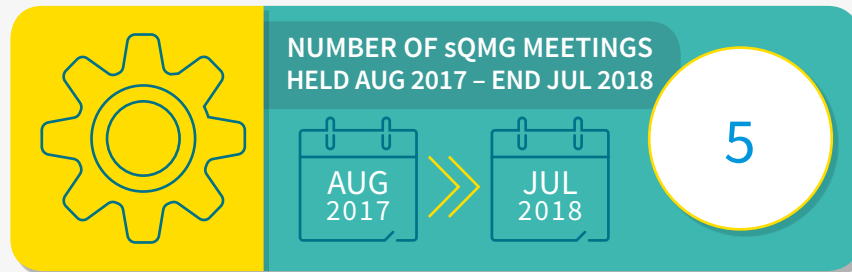 NUMBER OF sQMG MEETINGS
HELD AUG 2017 – END JUL 2018
AUG
2017
JUL
2018
5